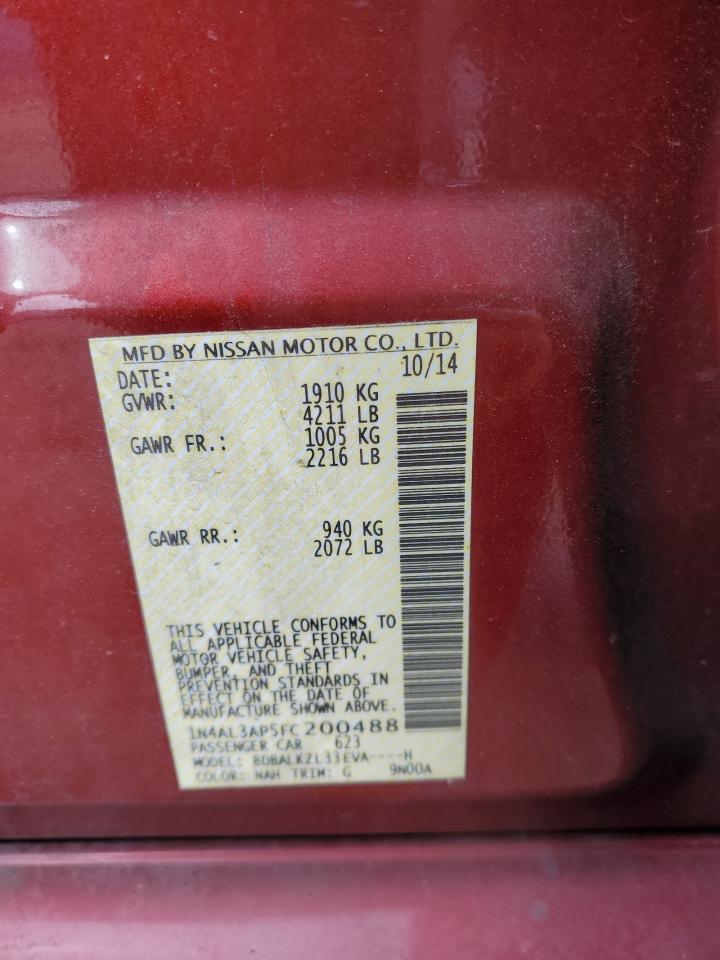 MFD BY NISSAN MOTOR CO., LTD.
DATE: 10/14
GVWR: 1910 KG
4211 LB
GAWR FR.: 1005 KG
2216 LB
GAWR RR.: 940 KG
2072 LB
THIS VEHICLE CONFORMS TO
ALL APPLICABLE FEDERAL
MOTOR VEHICLE SAFETY,
BUMPER, AND THEFT
PREVENTION STANDARDS IN
EFFECT ON THE DATE OF
MANUFACTURE SHOWN ABOVE.
1N4AL3AP5FC200488
PASSENGER CAR 623
MODEL: BDBALKZL33EVA----H
COLOR: NAH TRIM: G 9N00A